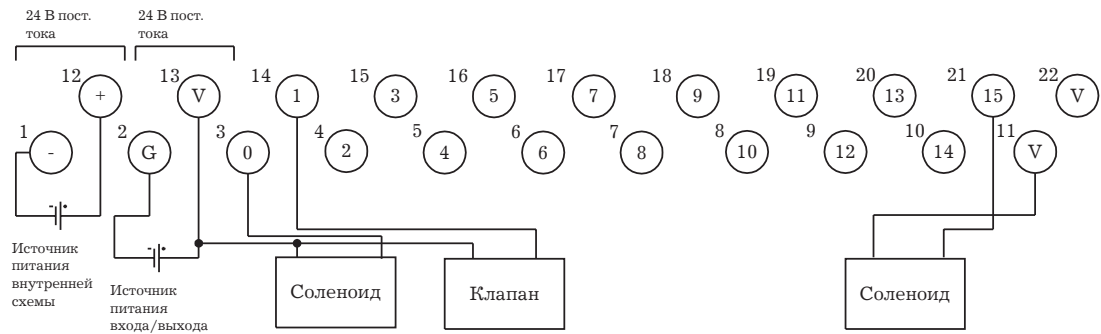 24 В пост.
тока
24 В пост.
тока
12 + 13 V 14 1 15 3 16 5 17 7 18 9 19 11 20 13 21 15 22 V
1 - 2 G 3 0 4 2 5 4 6 6 7 8 8 10 9 12 10 14 11 V
- +
Источник
питания
внутренней
схемы
- +
Источник
питания
входа/выхода
Соленоид
Клапан
Соленоид